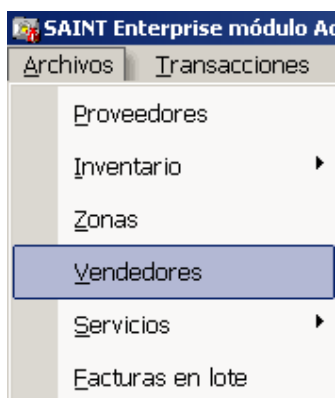 SAINT Enterprise módulo Ad
Archivos Transacciones
Proveedores
Inventario
Zonas
Vendedores
Servicios
Facturas en lote